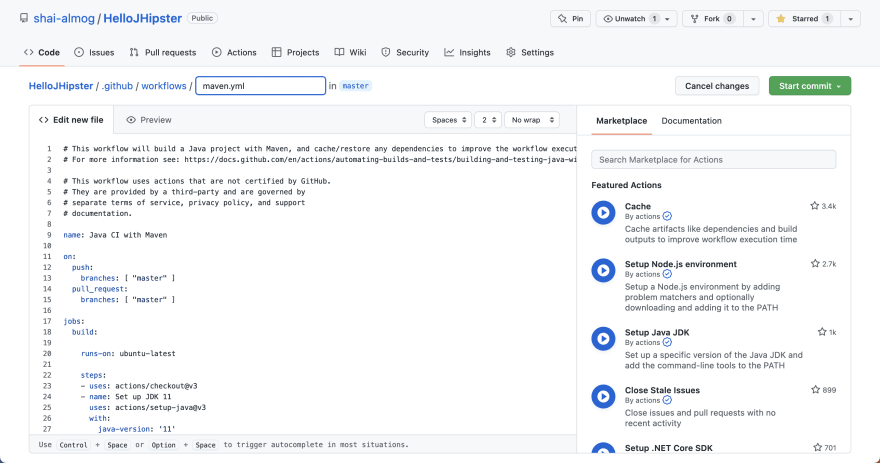 shai-almog / HelloJHipster Public
Pin
Unwatch 1
Fork 0
Starred 1
Code
Issues
Pull requests
Actions
Projects
Wiki
Security
Insights
Settings
HelloJHipster / .github / workflows / maven.yml in master
Cancel changes
Start commit
Edit new file
Preview
Spaces
2
No wrap
1 # This workflow will build a Java project with Maven, and cache/restore any dependencies to improve the workflow execut
2 # For more information see: https://docs.github.com/en/actions/automating-builds-and-tests/building-and-testing-java-wi
3
4 # This workflow uses actions that are not certified by GitHub.
5 # They are provided by a third-party and are governed by
6 # separate terms of service, privacy policy, and support
7 # documentation.
8
9 name: Java CI with Maven
10
11 on:
12 push:
13 branches: [ "master" ]
14 pull_request:
15 branches: [ "master" ]
16
17 jobs:
18 build:
19
20 runs-on: ubuntu-latest
21
22 steps:
23 - uses: actions/checkout@v3
24 - name: Set up JDK 11
25 uses: actions/setup-java@v3
26 with:
27 java-version: '11'
Use Control + Space or Option + Space to trigger autocomplete in most situations.
Marketplace
Documentation
Search Marketplace for Actions
Featured Actions
Cache 3.4k
By actions
Cache artifacts like dependencies and build
outputs to improve workflow execution time
Setup Node.js environment 2.7k
By actions
Setup a Node.js environment by adding
problem matchers and optionally
downloading and adding it to the PATH
Setup Java JDK 1k
By actions
Set up a specific version of the Java JDK and
add the command-line tools to the PATH
Close Stale Issues 899
By actions
Close issues and pull requests with no
recent activity
Setup .NET Core SDK 701